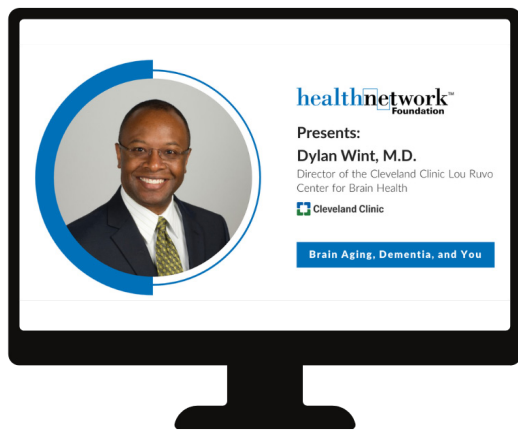 healthnetwork™
Foundation
Presents:
Dylan Wint, M.D.
Director of the Cleveland Clinic Lou Ruvo
Center for Brain Health
Cleveland Clinic
Brain Aging, Dementia, and You